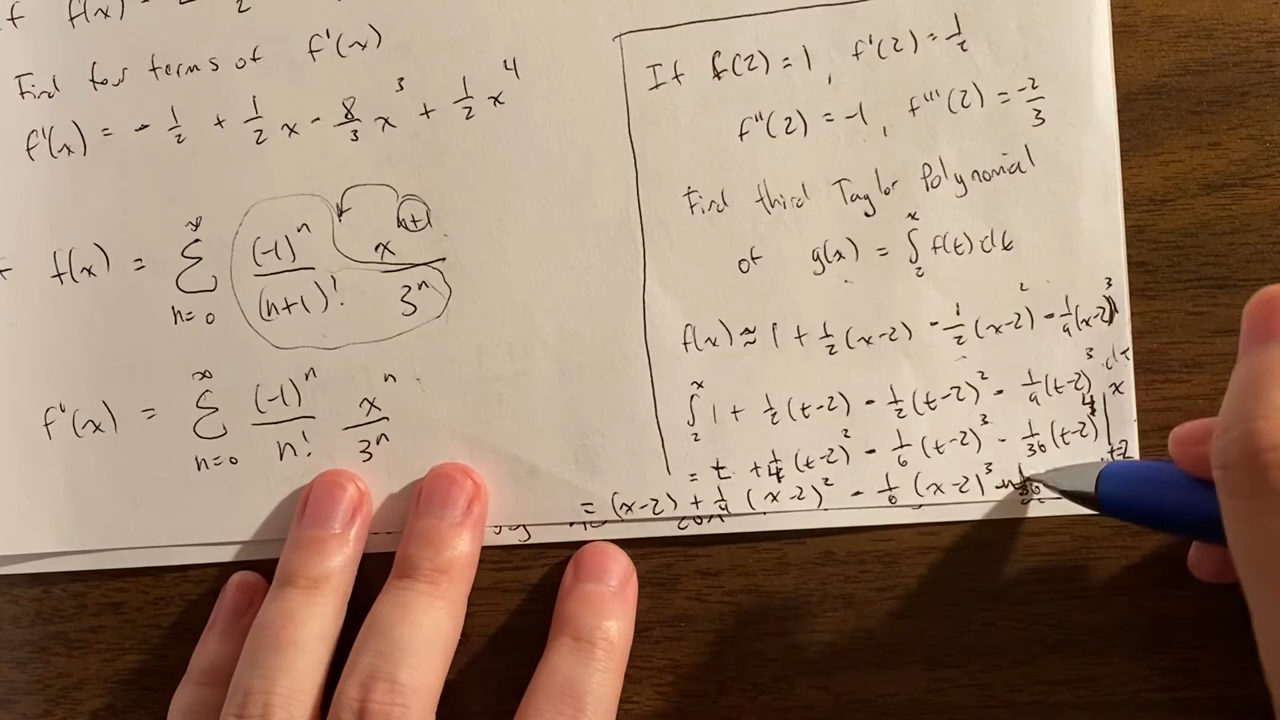 f f(x) =
Find four terms of f'(x)
f'(x) = - 1/2 + 1/2 x - 8/3 x^3 + 1/2 x^4
f(x) = ∑_{n=0}^{∞} (-1)^n/(n+1)! x^{n+1}/3^n
f'(x) = ∑_{n=0}^{∞} (-1)^n/n! x^n/3^n
If f(2) = 1, f'(2) = 1/2
f''(2) = -1, f'''(2) = -2/3
Find third Taylor Polynomial
of g(x) = ∫_2^x f(t) dt
f(x) ≈ 1 + 1/2 (x-2) - 1/2 (x-2)^2 - 1/9 (x-2)^3
∫_2^x 1 + 1/2 (t-2) - 1/2 (t-2)^2 - 1/9 (t-2)^3 dt
= t + 1/4 (t-2)^2 - 1/6 (t-2)^3 - 1/36 (t-2)^4 |_{t=2}^x
= (x-2) + 1/4 (x-2)^2 - 1/6 (x-2)^3